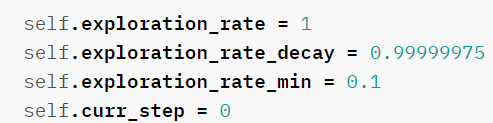 self.exploration_rate = 1
self.exploration_rate_decay = 0.99999975
self.exploration_rate_min = 0.1
self.curr_step = 0